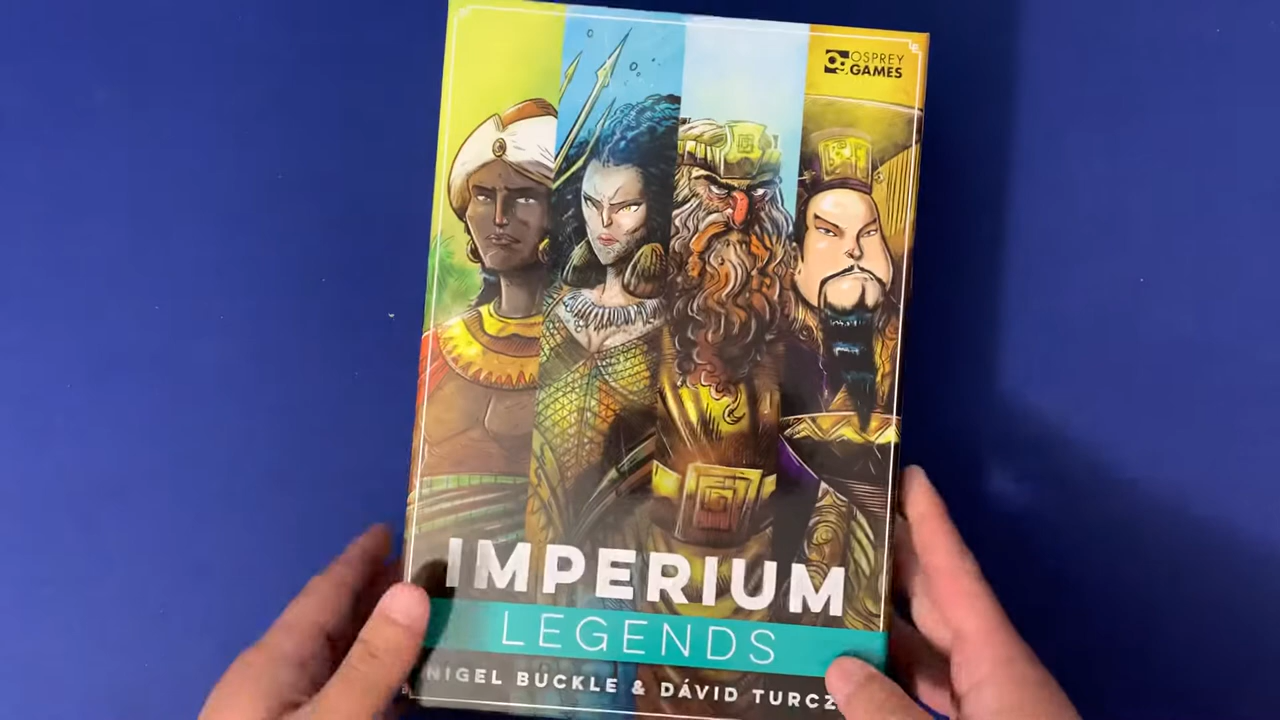 OSPREY
GAMES
IMPERIUM
LEGENDS
NIGEL BUCKLE & DÁVID TURCZ